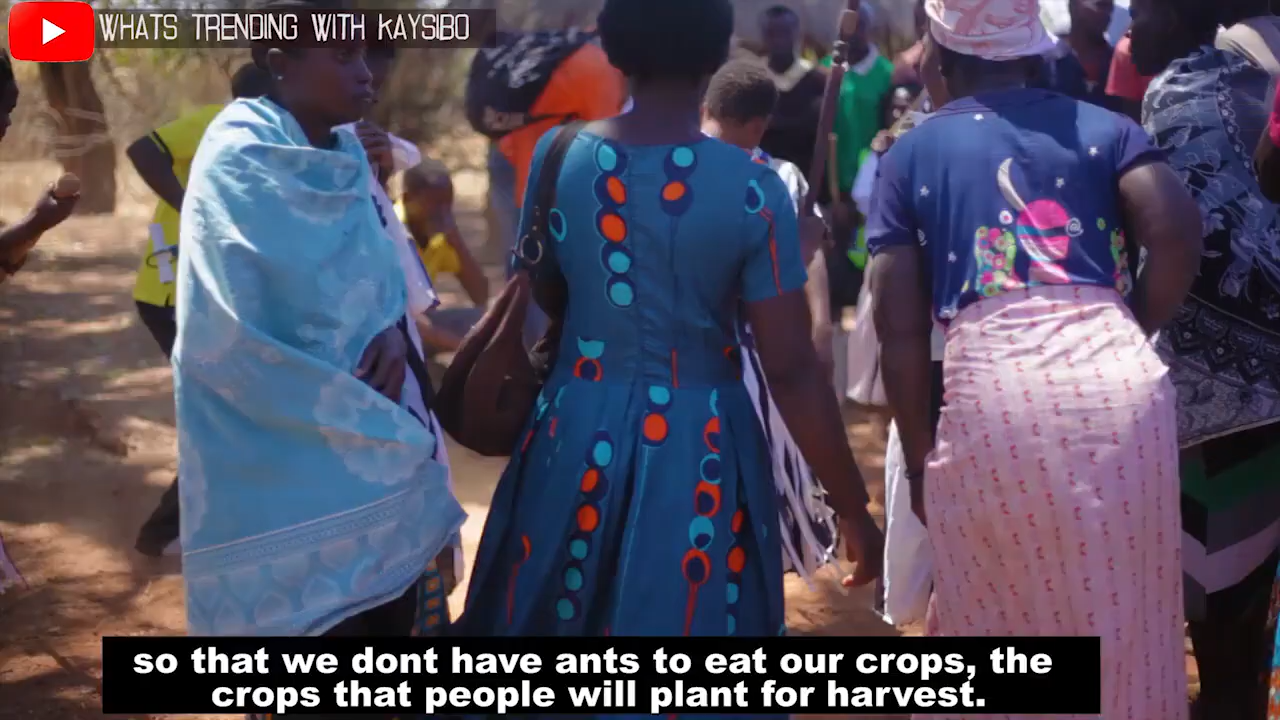 WHATS TRENDING WITH KAYSIBO
so that we dont have ants to eat our crops, the
crops that people will plant for harvest.